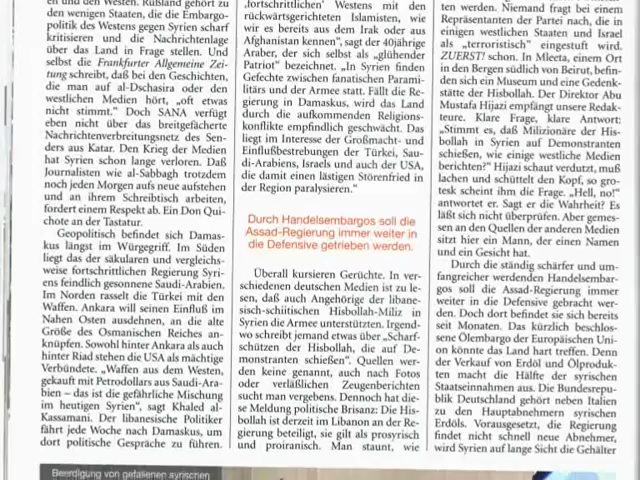 en und den Westen. Rusland gehört zu
den wenigen Staaten, die die Embargo-
politik des Westens gegen Syrien scharf
kritisieren und die Nachrichtenlage
über das Land in Frage stellen. Und
selbst die Frankfurter Allgemeine Zei-
tung schreibt, daß bei den Geschichten,
die man auf al-Dschasira oder den
westlichen Medien hört, „oft etwas
nicht stimmt.“ Doch SANA verfügt
eben nicht über das breitgefächerte
Nachrichtenverbreitungsnetz des Sen-
ders aus Katar. Den Krieg der Medien
hat Syrien schon lange verloren. Daß
Journalisten wie al-Sabbagh trotzdem
noch jeden Morgen aufs neue aufstehen
und an ihrem Schreibtisch arbeiten,
fordert einem Respekt ab. Ein Don Qui-
chote an der Tastatur.
Geopolitisch befindet sich Damas-
kus längst im Würgegriff. Im Süden
liegt das der säkularen und vergleichs-
weise fortschrittlichen Regierung Syri-
ens feindlich gesonnene Saudi-Arabien.
Im Norden rasselt die Türkei mit den
Waffen. Ankara will seinen Einfluß im
Nahen Osten ausdehnen, an die alte
Größe des Osmanischen Reiches an-
knüpfen. Sowohl hinter Ankara als auch
hinter Riad stehen die USA als mächtige
Verbündete. „Waffen aus dem Westen,
gekauft mit Petrodollars aus Saudi-Ara-
bien – das ist die gefährliche Mischung
im heutigen Syrien“, sagt Khaled al-
Kassamani. Der libanesische Politiker
fährt jede Woche nach Damaskus, um
dort politische Gespräche zu führen.
‚fortschrittlichen‘ Westens mit den
rückwärtsgerichteten Islamisten, wie
wir es bereits aus dem Irak oder aus
Afghanistan kennen“, sagt der 40jährige
Araber, der sich selbst als „glühender
Patriot“ bezeichnet. „In Syrien finden
Gefechte zwischen fanatischen Parami-
litärs und der Armee statt. Fällt die Re-
gierung in Damaskus, wird das Land
durch die aufkommenden Religions-
konflikte empfindlich geschwächt. Das
liegt im Interesse der Großmacht- und
Einflußbestrebungen der Türkei, Sau-
di-Arabiens, Israels und auch der USA,
die damit einen lästigen Störenfried in
der Region paralysieren.“
Durch Handelsembargos soll die
Assad-Regierung immer weiter in
die Defensive getrieben werden.
Überall kursieren Gerüchte. In ver-
schiedenen deutschen Medien ist zu le-
sen, daß auch Angehörige der libane-
sisch-schiitischen Hisbollah-Miliz in
Syrien die Armee unterstützten. Irgend-
wo schreibt jemand etwas über „Scharf-
schützen der Hisbollah, die auf De-
monstranten schießen“. Quellen wer-
den keine genannt, auch nach Fotos
oder verläßlichen Zeugenberichten
sucht man vergebens. Dennoch hat die-
se Meldung politische Brisanz: Die His-
bollah ist derzeit im Libanon an der Re-
gierung beteiligt, sie gilt als prosyrisch
und proiranisch. Man staunt, wie
ten werden. Niemand fragt bei einem
Repräsentanten der Partei nach, die in
einigen westlichen Staaten und Israel
als „terroristisch“ eingestuft wird.
ZUERST! schon. In Mleeta, einem Ort
in den Bergen südlich von Beirut, befin-
den sich ein Museum und eine Gedenk-
stätte der Hisbollah. Der Direktor Abu
Mustafa Hijazi empfängt unsere Redak-
teure. Klare Frage, klare Antwort:
„Stimmt es, daß Milizionäre der His-
bollah in Syrien auf Demonstranten
schießen, wie einige westliche Medien
berichten?“ Hijazi schaut verdutzt, muß
lachen und schüttelt den Kopf, so gro-
tesk scheint ihm die Frage. „Hell, no!“
antwortet er. Sagt er die Wahrheit? Es
läßt sich nicht überprüfen. Aber gemes-
sen an den Quellen der anderen Medien
sitzt hier ein Mann, der einen Namen
und ein Gesicht hat.
Durch die ständig schärfer und um-
fangreicher werdenden Handelsembar-
gos soll die Assad-Regierung immer
weiter in die Defensive gebracht wer-
den. Doch dort befindet sie sich bereits
seit Monaten. Das kürzlich beschlos-
sene Ölembargo der Europäischen Uni-
on könnte das Land hart treffen. Denn
der Verkauf von Erdöl und Ölproduk-
ten macht die Hälfte der syrischen
Staatseinnahmen aus. Die Bundesrepu-
blik Deutschland gehört neben Italien
zu den Hauptabnehmern syrischen
Erdöls. Vorausgesetzt, die Regierung
findet nicht schnell neue Abnehmer,
wird Syrien auf lange Sicht die Gehälter
Beerdigung von gefallenen syrischen